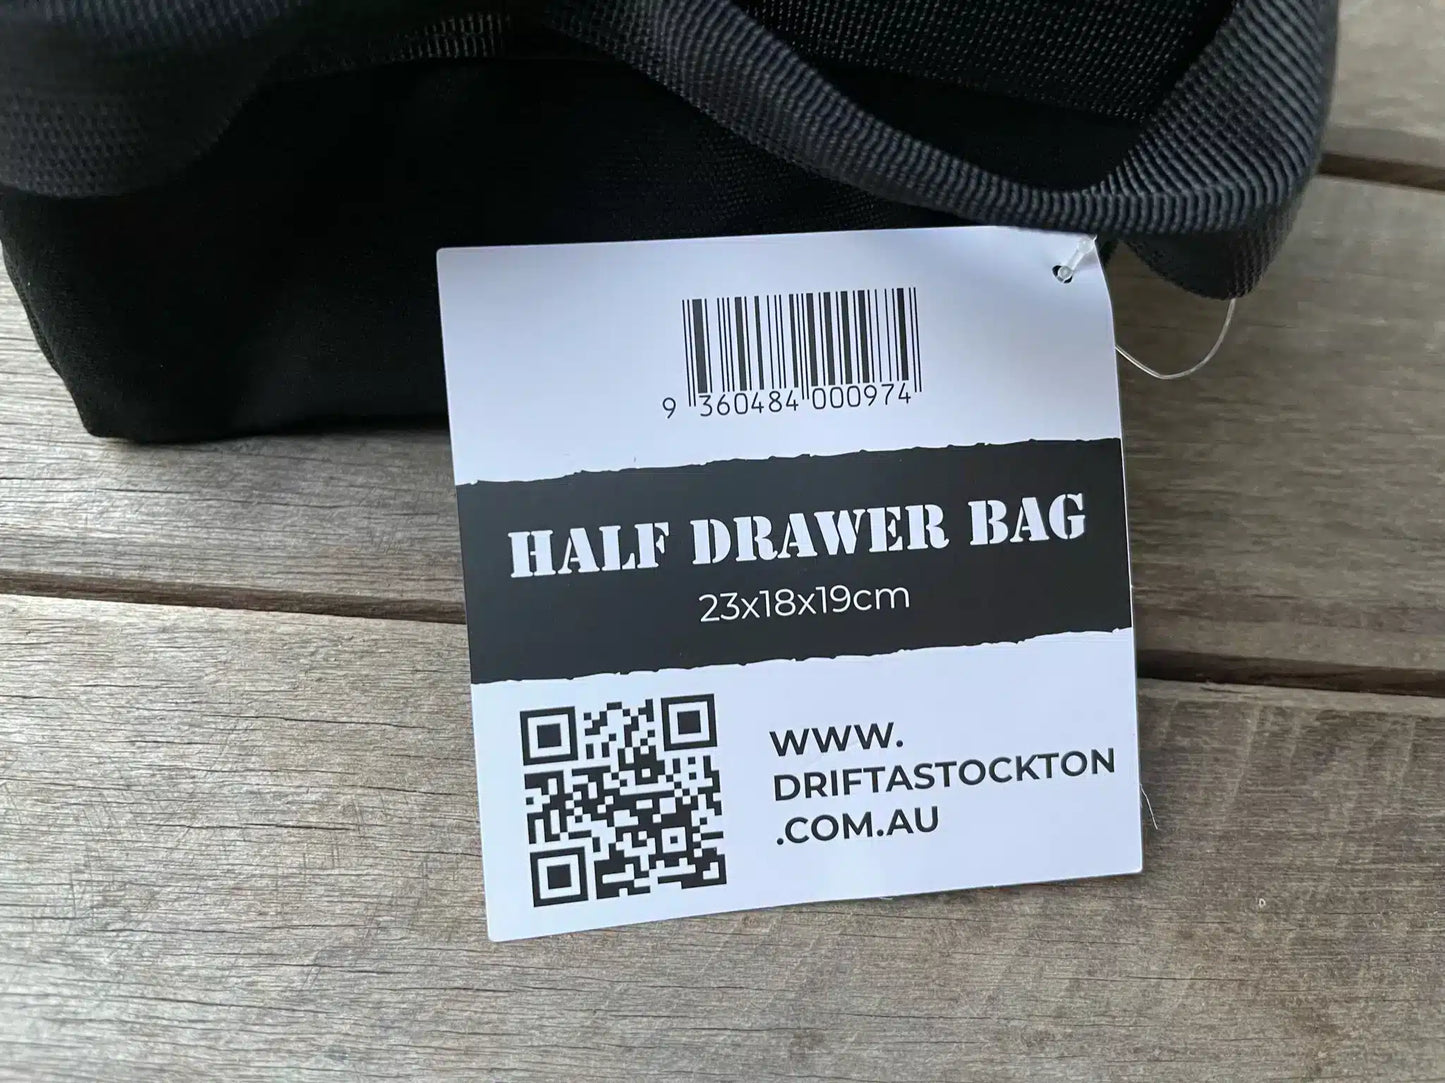 9 360484 000974
HALF DRAWER BAG
23x18x19cm
WWW.
DRIFTASTOCKTON
.COM.AU